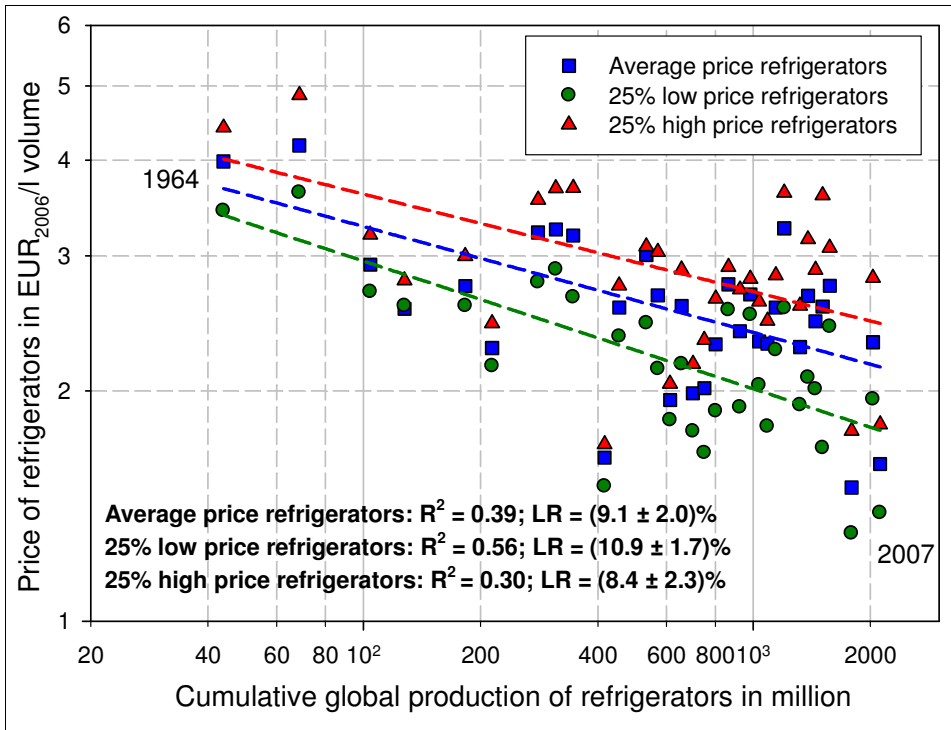 Price of refrigerators in EUR2006/l volume
6
5
4
3
2
1
Average price refrigerators
25% low price refrigerators
25% high price refrigerators
1964
Average price refrigerators: R² = 0.39; LR = (9.1 ± 2.0)%
25% low price refrigerators: R² = 0.56; LR = (10.9 ± 1.7)%
25% high price refrigerators: R² = 0.30; LR = (8.4 ± 2.3)%
2007
20 40 60 80 10² 200 400 600 800 10³ 2000
Cumulative global production of refrigerators in million